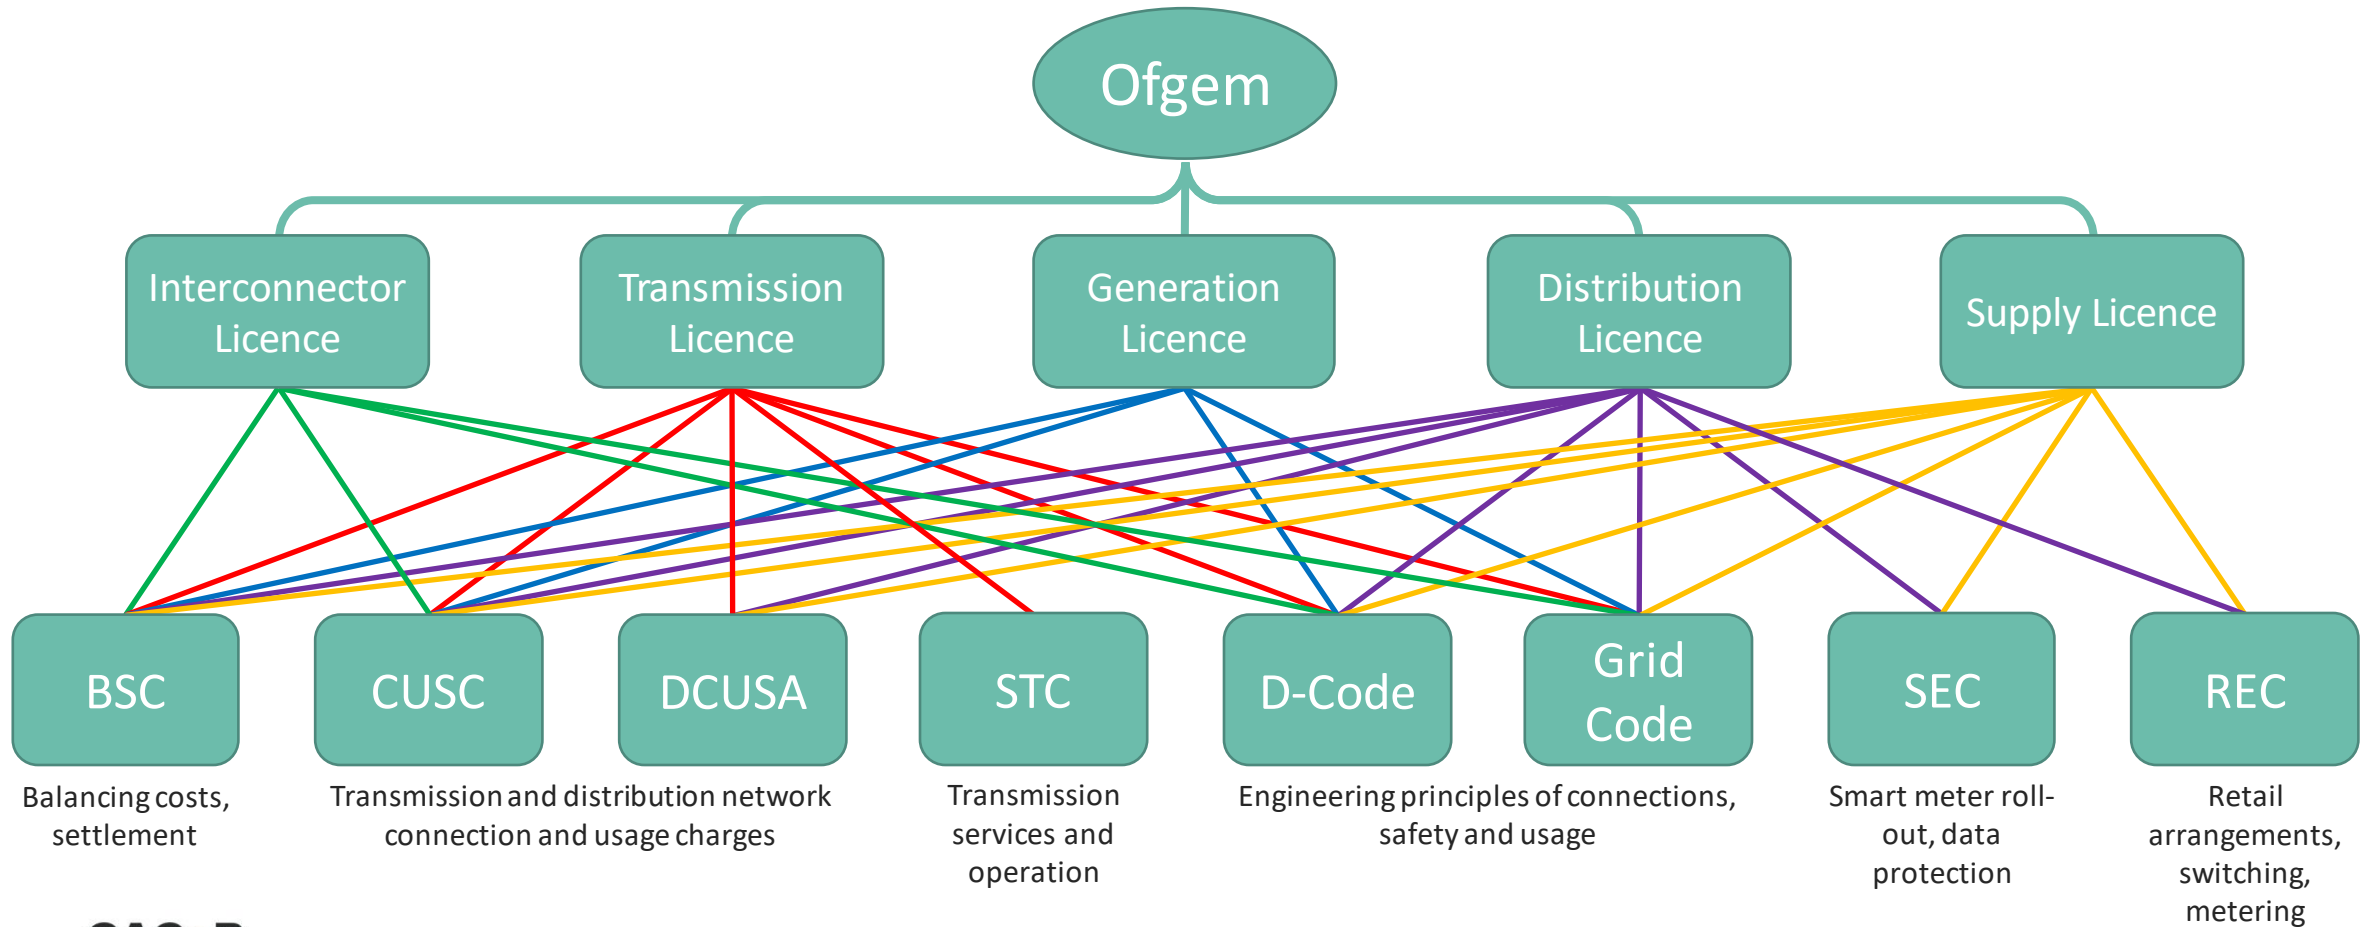 Ofgem
Interconnector
Licence
Transmission
Licence
Generation
Licence
Distribution
Licence
Supply Licence
BSC
CUSC
DCUSA
STC
D-Code
Grid
Code
SEC
REC
Balancing costs,
settlement
Transmission and distribution network
connection and usage charges
Transmission
services and
operation
Engineering principles of connections,
safety and usage
Smart meter roll-
out, data
protection
Retail
arrangements,
switching,
metering